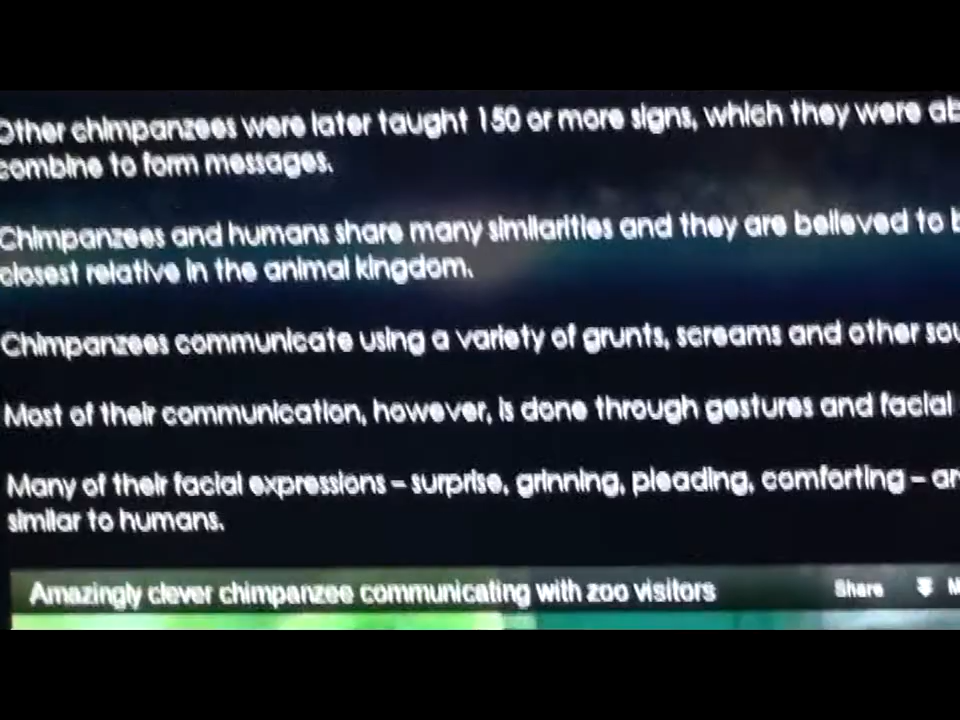 Other chimpanzees were later taught 150 or more signs, which they were
combine to form messages.
Chimpanzees and humans share many similarities and they are believed to
closest relative in the animal kingdom.
Chimpanzees communicate using a variety of grunts, screams and other
Most of their communication, however, is done through gestures and facial
Many of their facial expressions – surprise, grinning, pleading, comforting –
similar to humans.
Amazingly clever chimpanzee communicating with zoo visitors Share